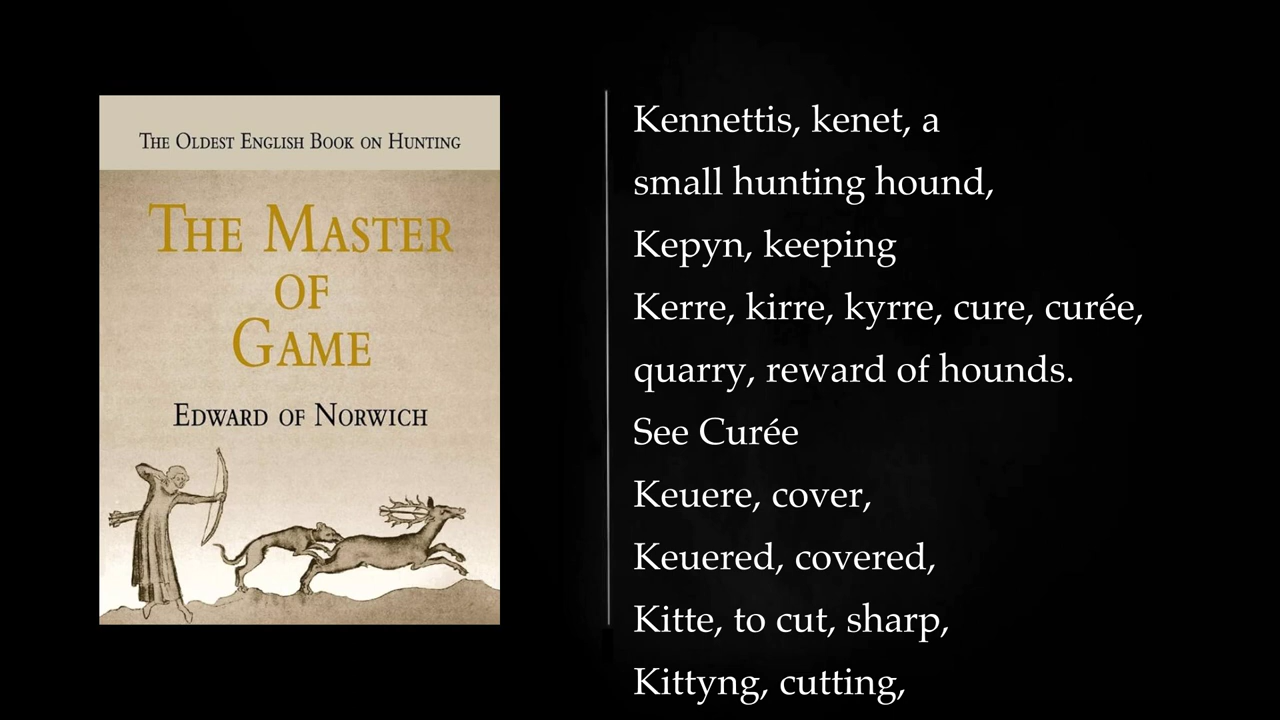 The Oldest English Book on Hunting
The Master
of
Game
Edward of Norwich
Kennettis, kenet, a
small hunting hound,
Kepyn, keeping
Kerre, kirre, kyrre, cure, curée,
quarry, reward of hounds.
See Curée
Keuere, cover,
Keuered, covered,
Kitte, to cut, sharp,
Kittyng, cutting,